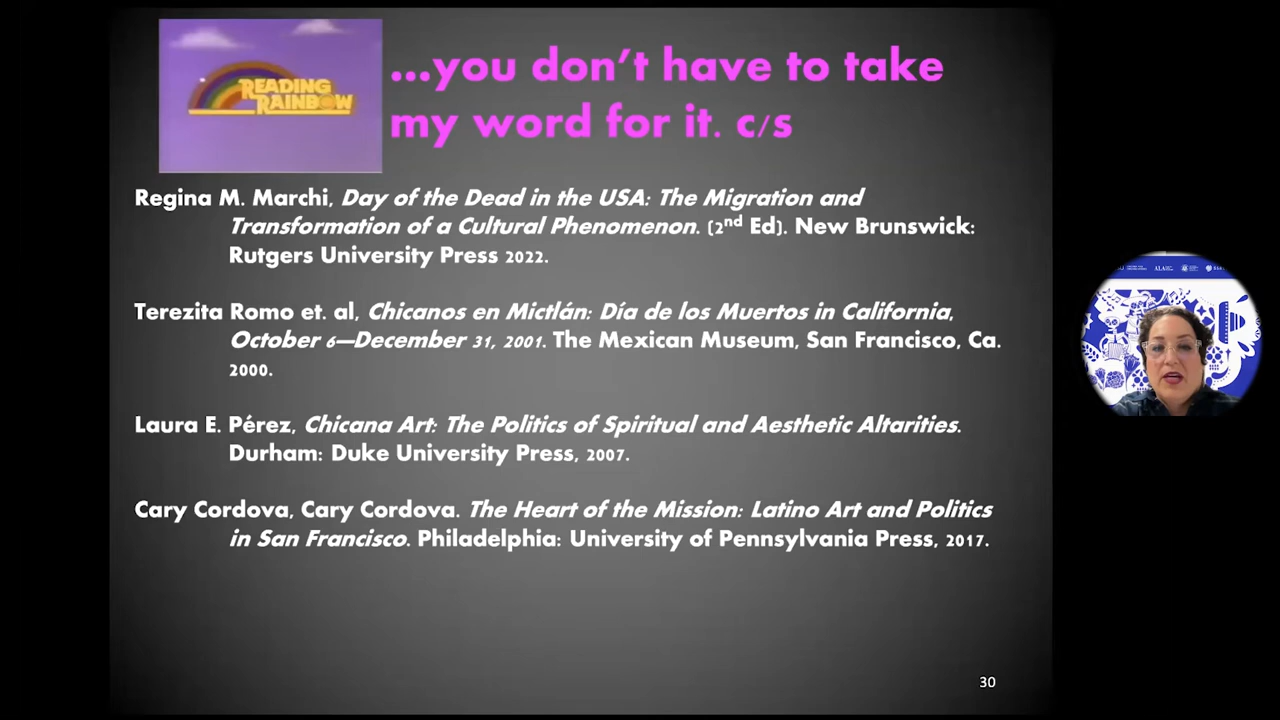 READING
RAINBOW
...you don't have to take
my word for it. c/s
Regina M. Marchi, Day of the Dead in the USA: The Migration and
Transformation of a Cultural Phenomenon. (2nd Ed). New Brunswick:
Rutgers University Press 2022.
Terezita Romo et. al, Chicanos en Mictlán: Día de los Muertos in California,
October 6—December 31, 2001. The Mexican Museum, San Francisco, Ca.
2000.
Laura E. Pérez, Chicana Art: The Politics of Spiritual and Aesthetic Altarities.
Durham: Duke University Press, 2007.
Cary Cordova, Cary Cordova. The Heart of the Mission: Latino Art and Politics
in San Francisco. Philadelphia: University of Pennsylvania Press, 2017.
ALA
30